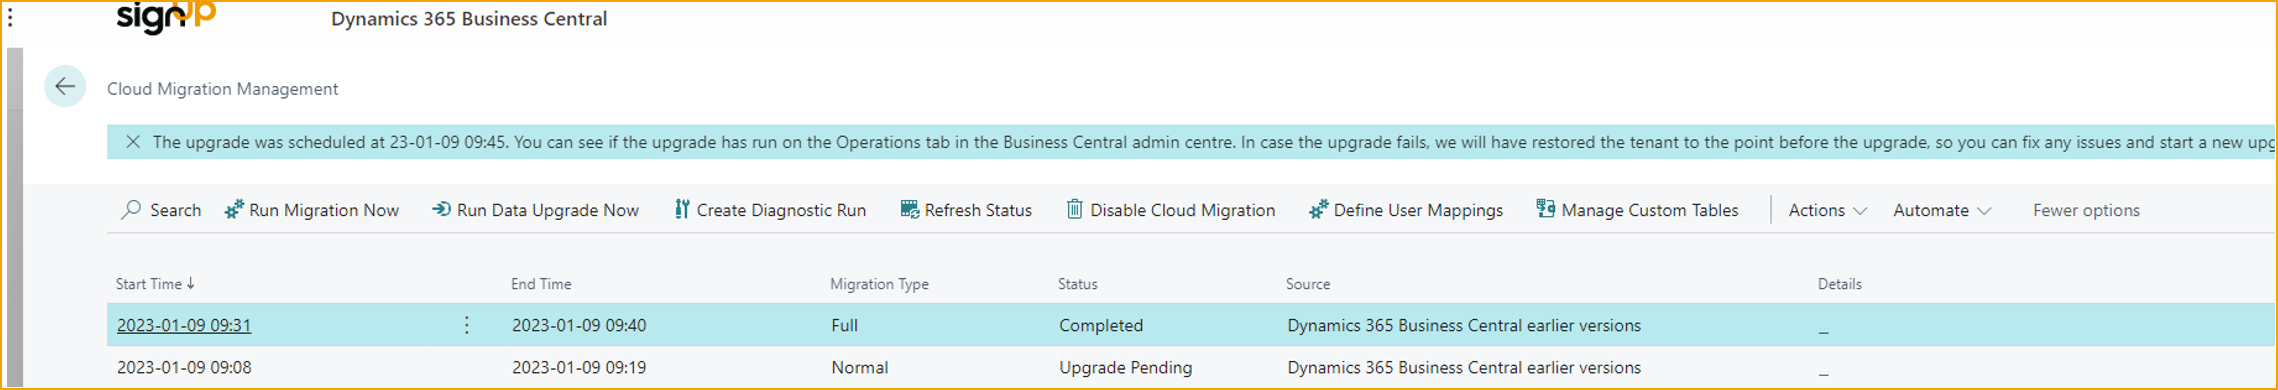 signup
Dynamics 365 Business Central
Cloud Migration Management
The upgrade was scheduled at 23-01-09 09:45. You can see if the upgrade has run on the Operations tab in the Business Central admin centre. In case the upgrade fails, we will have restored the tenant to the point before the upgrade, so you can fix any issues and start a new upg
Search Run Migration Now Run Data Upgrade Now Create Diagnostic Run Refresh Status Disable Cloud Migration Define User Mappings Manage Custom Tables Actions Automate Fewer options
Start Time ↓ End Time Migration Type Status Source Details
2023-01-09 09:31 2023-01-09 09:40 Full Completed Dynamics 365 Business Central earlier versions _
2023-01-09 09:08 2023-01-09 09:19 Normal Upgrade Pending Dynamics 365 Business Central earlier versions _